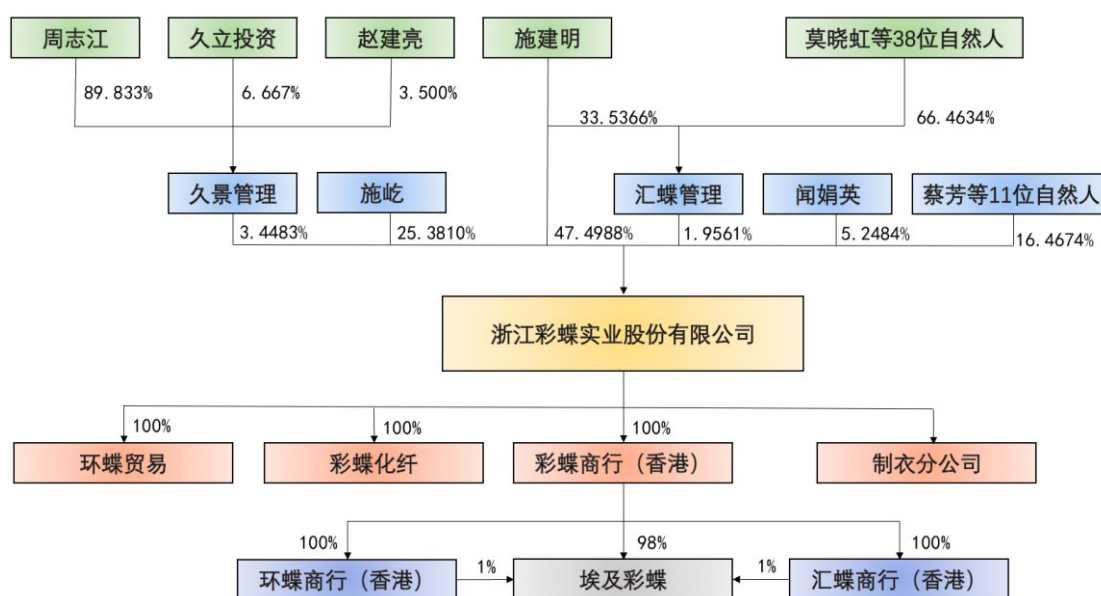 周志江
久立投资
赵建亮
施建明
莫晓虹等38位自然人
89.833%
6.667%
3.500%
33.5366%
66.4634%
久景管理
施屹
汇蝶管理
闻娟英
蔡芳等11位自然人
3.4483%
25.3810%
47.4988%
1.9561%
5.2484%
16.4674%
浙江彩蝶实业股份有限公司
100%
100%
100%
环蝶贸易
彩蝶化纤
彩蝶商行（香港）
制衣分公司
100%
98%
100%
环蝶商行（香港）
1%
埃及彩蝶
1%
汇蝶商行（香港）